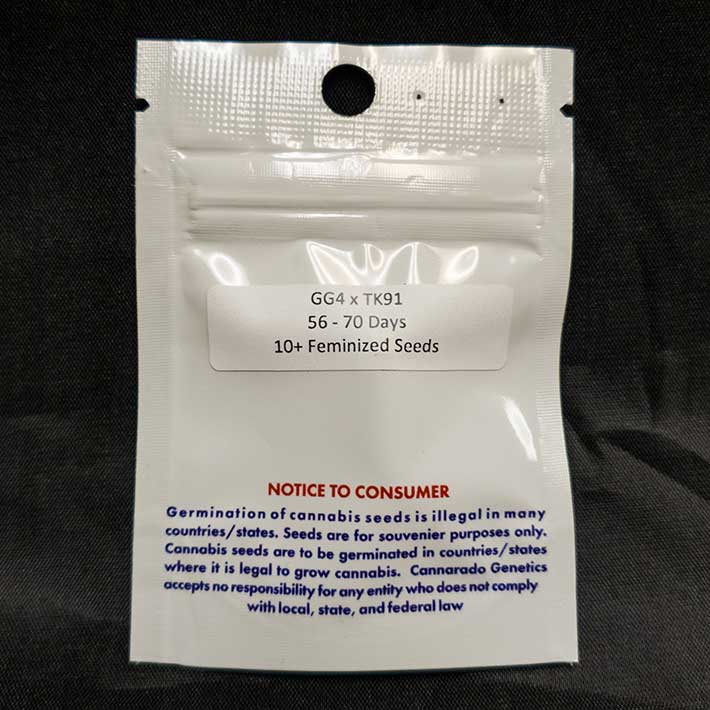 GG4 x TK91
56 - 70 Days
10+ Feminized Seeds
NOTICE TO CONSUMER
Germination of cannabis seeds is illegal in many
countries/states. Seeds are for souvenier purposes only.
Cannabis seeds are to be germinated in countries/states
where it is legal to grow cannabis. Cannarado Genetics
accepts no responsibility for any entity who does not comply
with local, state, and federal law